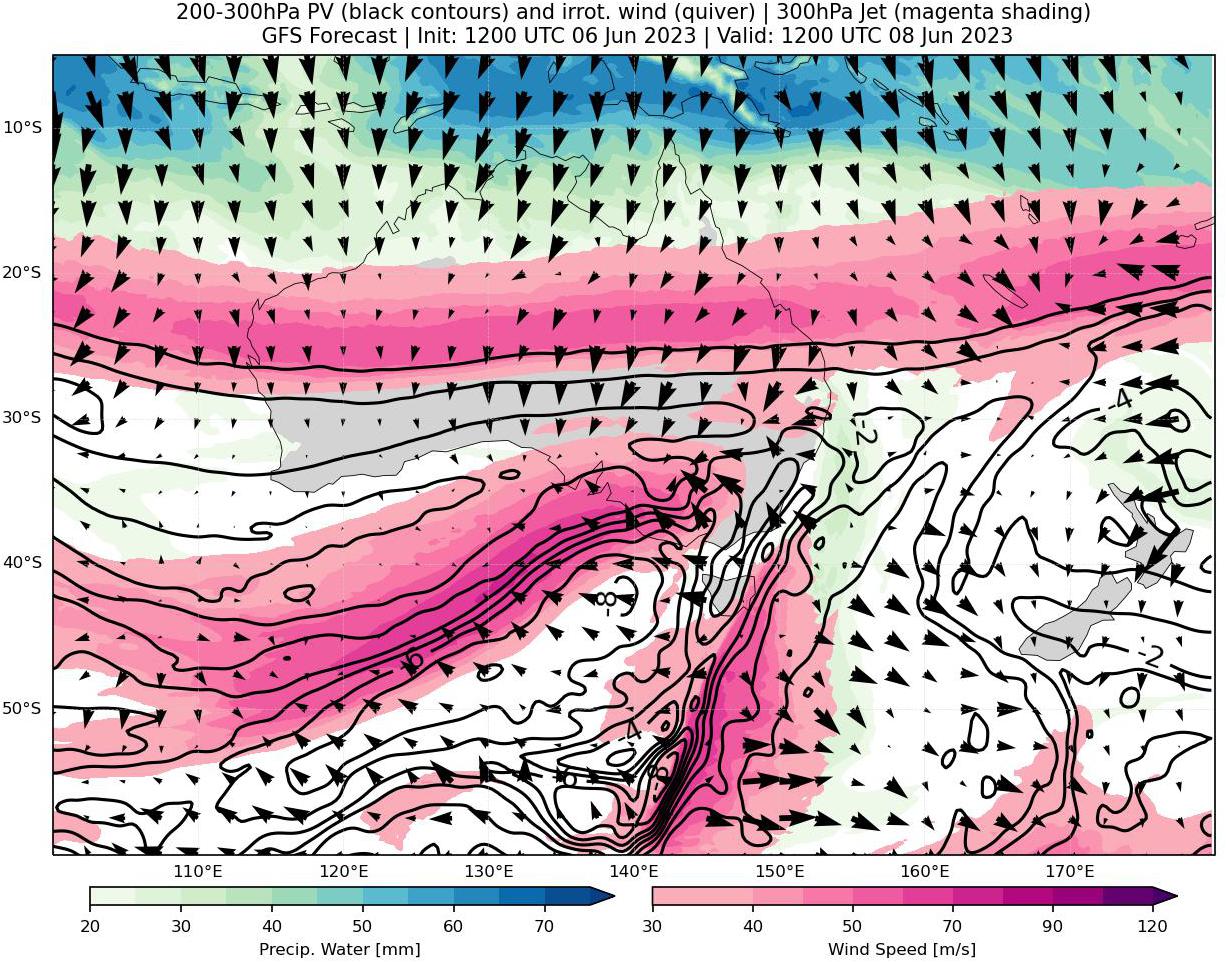 200-300hPa PV (black contours) and irrot. wind (quiver) | 300hPa Jet (magenta shading)
GFS Forecast | Init: 1200 UTC 06 Jun 2023 | Valid: 1200 UTC 08 Jun 2023
10°S
20°S
-4
30°S
-2
40°S
-8
-6
-2
50°S
-4
-6
-8
110°E 120°E 130°E 140°E 150°E 160°E 170°E
20 30 40 50 60 70
Precip. Water [mm]
30 40 50 70 90 120
Wind Speed [m/s]